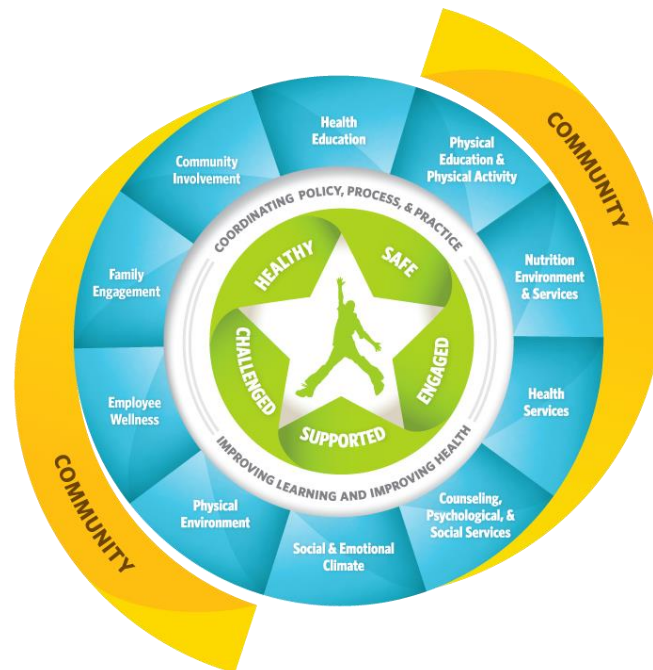 COMMUNITY
Health
Education
Physical
Education &
Physical Activity
Nutrition
Environment
& Services
Health
Services
Counseling,
Psychological, &
Social Services
Social & Emotional
Climate
Physical
Environment
Employee
Wellness
Family
Engagement
Community
Involvement
COORDINATING POLICY, PROCESS, & PRACTICE
IMPROVING LEARNING AND IMPROVING HEALTH
HEALTHY
SAFE
ENGAGED
SUPPORTED
CHALLENGED
COMMUNITY